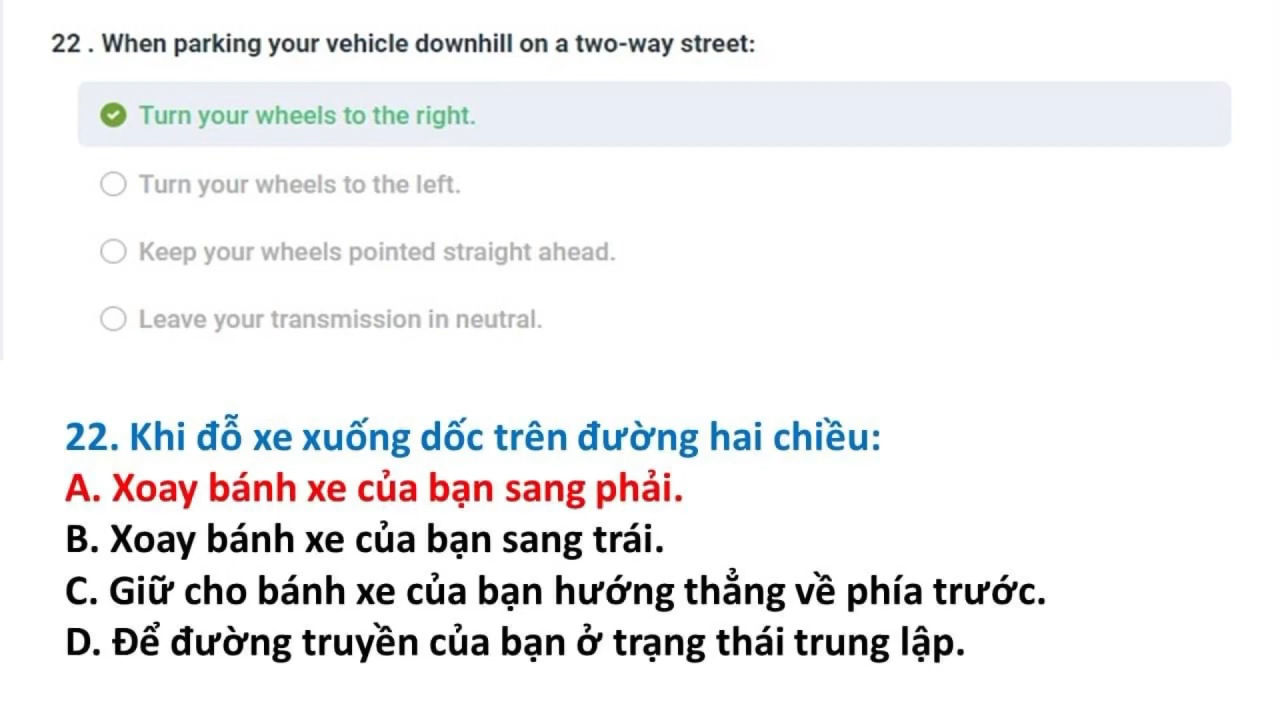 22 . When parking your vehicle downhill on a two-way street:
Turn your wheels to the right.
Turn your wheels to the left.
Keep your wheels pointed straight ahead.
Leave your transmission in neutral.
22. Khi đỗ xe xuống dốc trên đường hai chiều:
A. Xoay bánh xe của bạn sang phải.
B. Xoay bánh xe của bạn sang trái.
C. Giữ cho bánh xe của bạn hướng thẳng về phía trước.
D. Để đường truyền của bạn ở trạng thái trung lập.